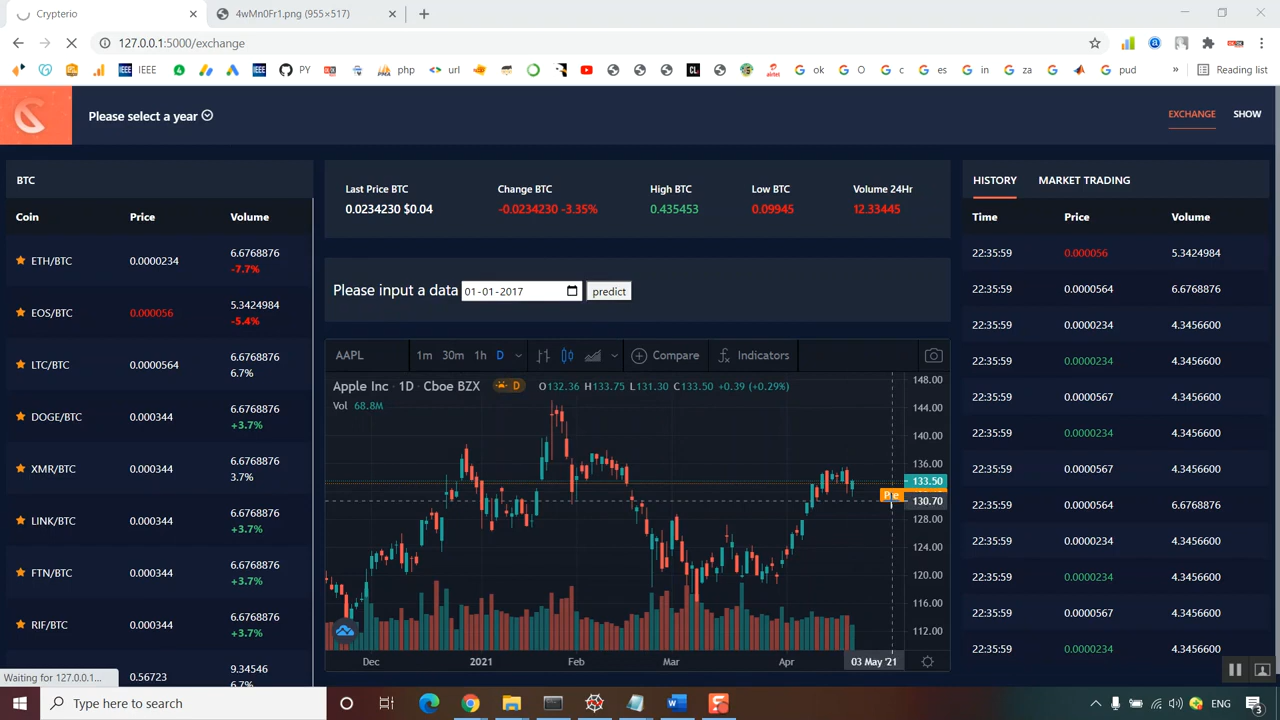 Crypterio
4wMn0Fr1.png (955×517)
127.0.0.1:5000/exchange
IEEE
PY
php
url
ok
O
c
es
in
za
pud
»
Reading list
Please select a year
EXCHANGE
SHOW
BTC
Coin Price Volume
ETH/BTC 0.0000234 6.6768876
-7.7%
EOS/BTC 0.000056 5.3424984
-5.4%
LTC/BTC 0.0000564 6.6768876
6.7%
DOGE/BTC 0.000344 6.6768876
+3.7%
XMR/BTC 0.000344 6.6768876
3.7%
LINK/BTC 0.000344 6.6768876
+3.7%
FTN/BTC 0.000344 6.6768876
+3.7%
RIF/BTC 0.000344 6.6768876
+3.7%
0.56723 9.34546
6.7%
Waiting for 127.0.0.1...
Last Price BTC Change BTC High BTC Low BTC Volume 24Hr
0.0234230 $0.04 -0.0234230 -3.35% 0.435453 0.09945 12.33445
Please input a data 01-01-2017 predict
AAPL 1m 30m 1h D Compare Indicators
Apple Inc · 1D · Cboe BZX D O132.36 H133.75 L131.30 C133.50 +0.39 (+0.29%)
Vol 68.8M
148.00
144.00
140.00
136.00
133.50
Pre
130.70
128.00
124.00
120.00
116.00
112.00
Dec 2021 Feb Mar Apr 03 May '21
HISTORY MARKET TRADING
Time Price Volume
22:35:59 0.000056 5.3424984
22:35:59 0.0000564 6.6768876
22:35:59 0.0000234 4.3456600
22:35:59 0.0000234 4.3456600
22:35:59 0.0000567 4.3456600
22:35:59 0.0000234 4.3456600
22:35:59 0.0000567 4.3456600
22:35:59 0.0000564 6.6768876
22:35:59 0.0000234 4.3456600
22:35:59 0.0000234 4.3456600
22:35:59 0.0000567 4.3456600
22:35:59 0.0000234 4.3456600
Type here to search
ENG
3